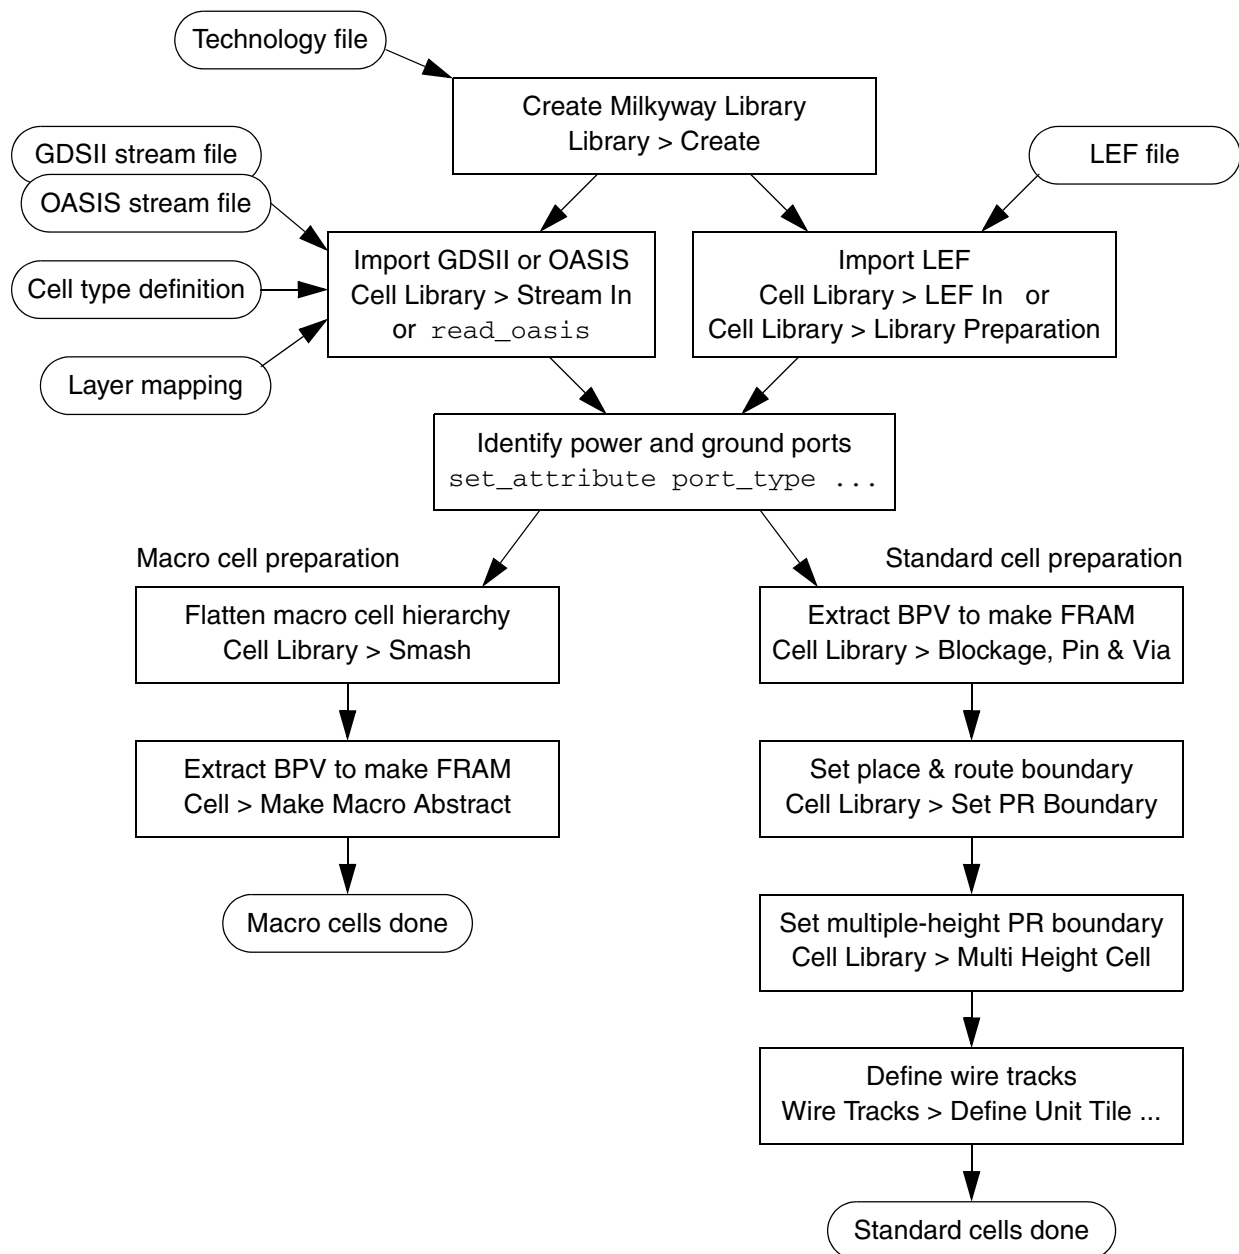 Technology file
Create Milkyway Library
Library > Create
GDSII stream file
OASIS stream file
LEF file
Import GDSII or OASIS
Cell Library > Stream In
or read_oasis
Import LEF
Cell Library > LEF In or
Cell Library > Library Preparation
Cell type definition
Layer mapping
Identify power and ground ports
set_attribute port_type ...
Macro cell preparation
Standard cell preparation
Flatten macro cell hierarchy
Cell Library > Smash
Extract BPV to make FRAM
Cell Library > Blockage, Pin & Via
Extract BPV to make FRAM
Cell > Make Macro Abstract
Set place & route boundary
Cell Library > Set PR Boundary
Macro cells done
Set multiple-height PR boundary
Cell Library > Multi Height Cell
Define wire tracks
Wire Tracks > Define Unit Tile ...
Standard cells done